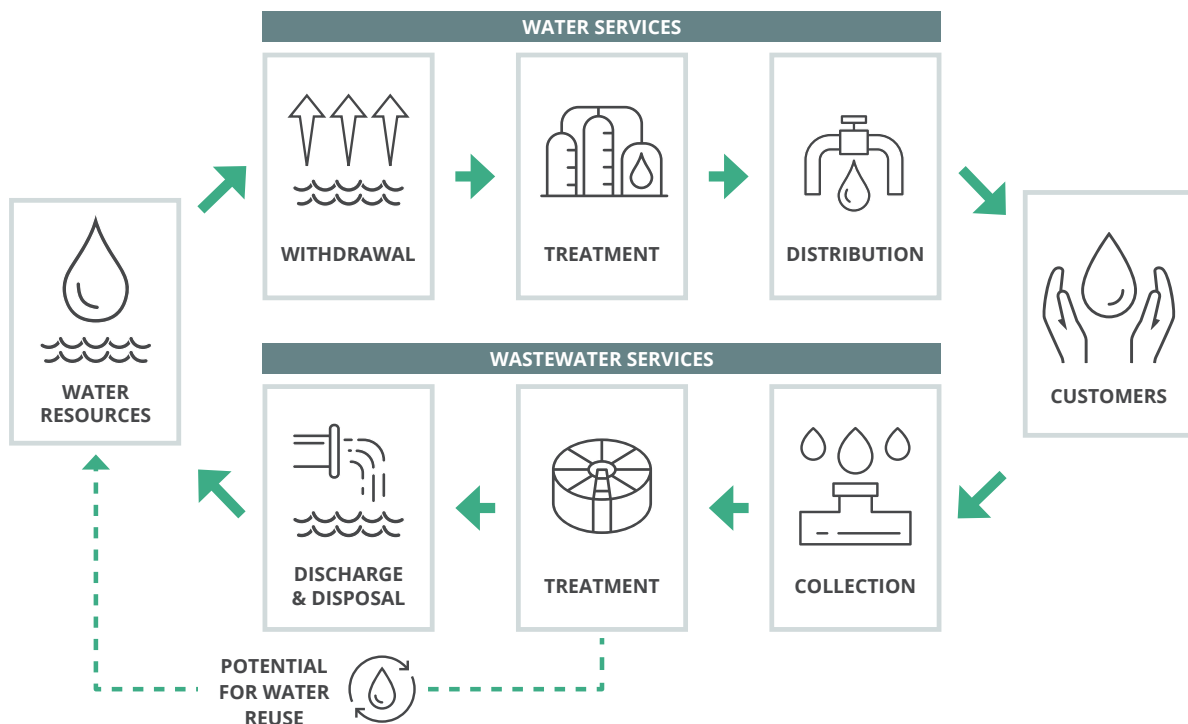 WATER SERVICES
WITHDRAWAL
TREATMENT
DISTRIBUTION
WATER
RESOURCES
CUSTOMERS
WASTEWATER SERVICES
DISCHARGE
& DISPOSAL
TREATMENT
COLLECTION
POTENTIAL
FOR WATER
REUSE